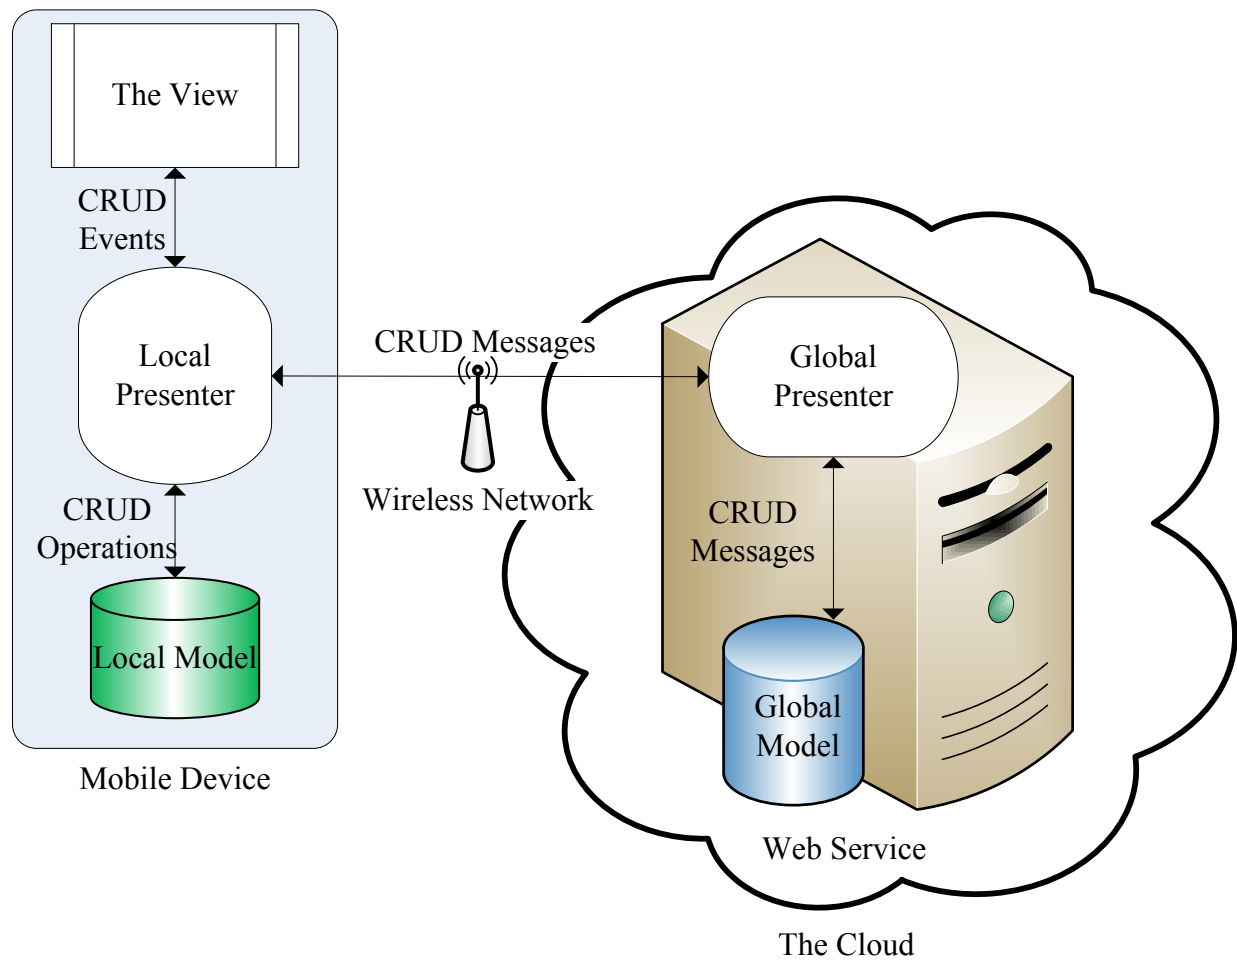 The View
CRUD
Events
Local
Presenter
CRUD
Operations
Local Model
Mobile Device
CRUD Messages
Wireless Network
Global
Presenter
CRUD
Messages
Global
Model
Web Service
The Cloud